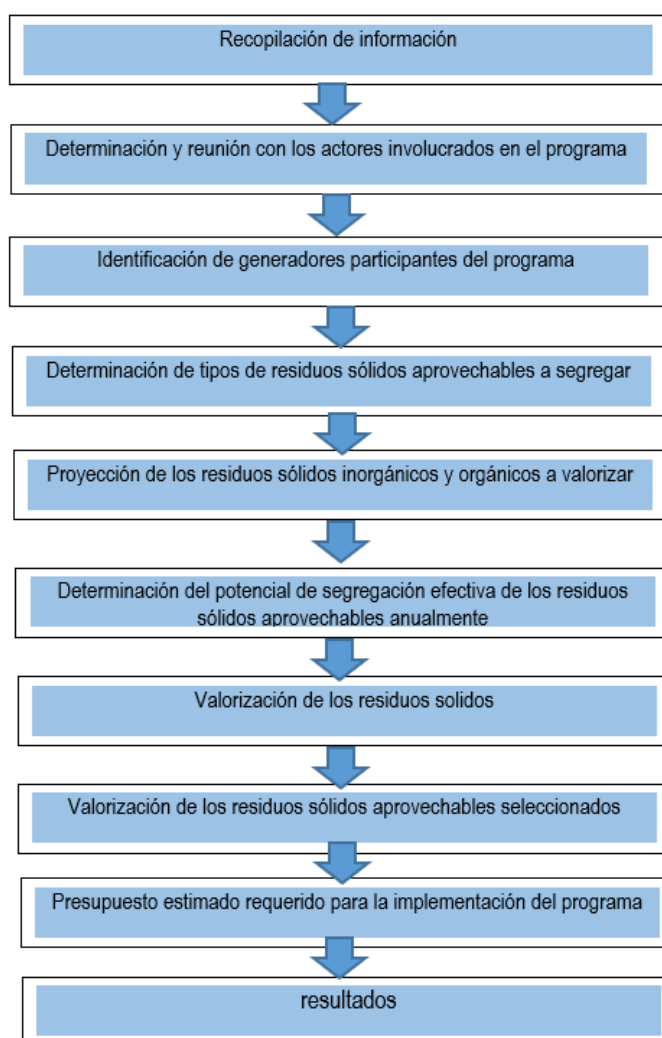 Recopilación de información
Determinación y reunión con los actores involucrados en el programa
Identificación de generadores participantes del programa
Determinación de tipos de residuos sólidos aprovechables a segregar
Proyección de los residuos sólidos inorgánicos y orgánicos a valorizar
Determinación del potencial de segregación efectiva de los residuos
sólidos aprovechables anualmente
Valorización de los residuos solidos
Valorización de los residuos sólidos aprovechables seleccionados
Presupuesto estimado requerido para la implementación del programa
resultados